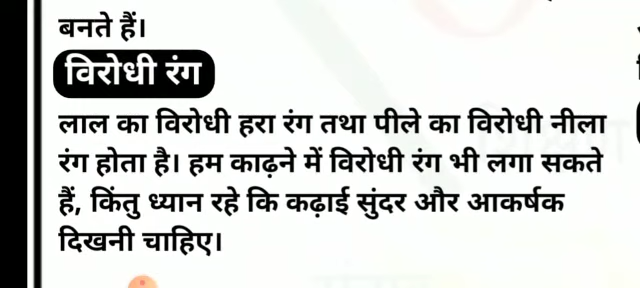 बनते हैं।
विरोधी रंग
लाल का विरोधी हरा रंग तथा पीले का विरोधी नीला
रंग होता है। हम काढ़ने में विरोधी रंग भी लगा सकते
हैं, किंतु ध्यान रहे कि कढ़ाई सुंदर और आकर्षक
दिखनी चाहिए।